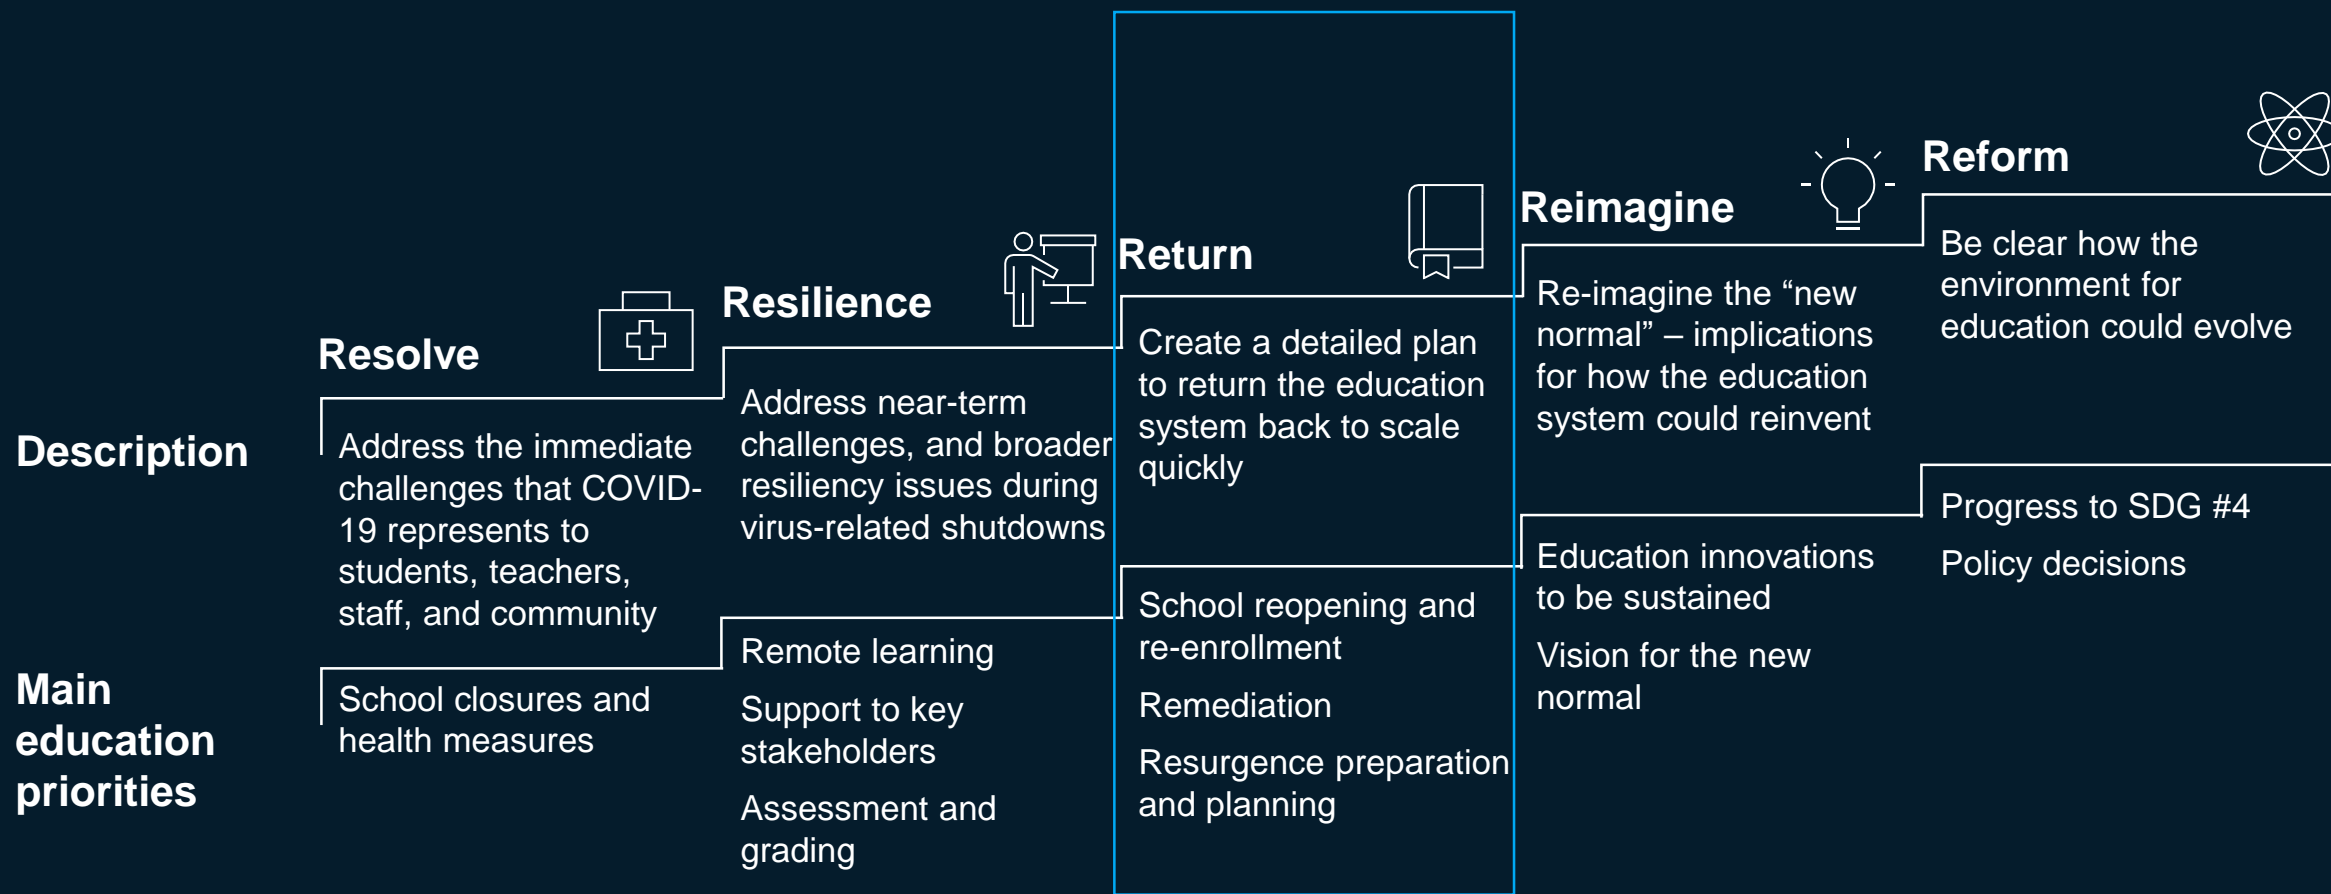 Resolve
Resilience
Return
Reimagine
Reform
Description
Address the immediate
challenges that COVID-
19 represents to
students, teachers,
staff, and community
Address near-term
challenges, and broader
resiliency issues during
virus-related shutdowns
Create a detailed plan
to return the education
system back to scale
quickly
Re-imagine the “new
normal” – implications
for how the education
system could reinvent
Be clear how the
environment for
education could evolve
Main
education
priorities
School closures and
health measures
Remote learning
Support to key
stakeholders
Assessment and
grading
School reopening and
re-enrollment
Remediation
Resurgence preparation
and planning
Education innovations
to be sustained
Vision for the new
normal
Progress to SDG #4
Policy decisions